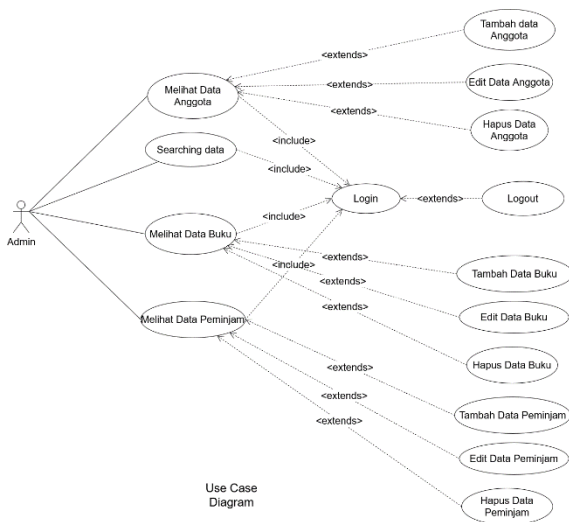 Tambah data
Anggota
<extends>
Melihat Data
Anggota
<extends>
Edit Data Anggota
<extends>
Hapus Data
Anggota
Searching data
<include>
<include>
Login
<extends>
Logout
Admin
Melihat Data Buku
<include>
<extends>
Tambah Data Buku
<include>
<extends>
<extends>
Edit Data Buku
Melihat Data Peminjam
Hapus Data Buku
<extends>
Tambah Data Peminjam
<extends>
<extends>
Edit Data Peminjam
Use Case
Diagram
Hapus Data
Peminjam